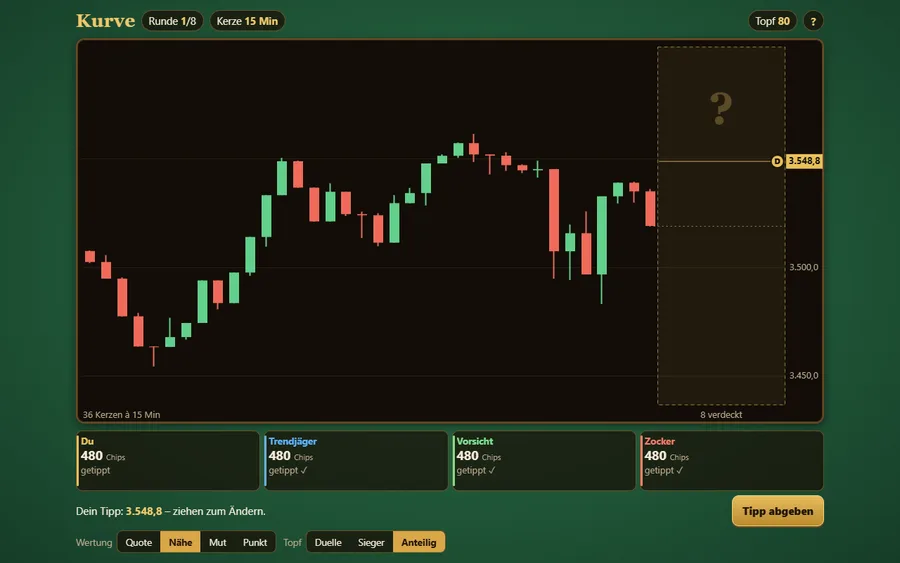 Kurve Runde 1/8 Kerze 15 Min Topf 80 ?
?
D 3.548,8
3.500,0
3.450,0
36 Kerzen à 15 Min 8 verdeckt
Du Trendjäger Vorsicht Zocker
480 Chips 480 Chips 480 Chips 480 Chips
getippt getippt ✓ getippt ✓ getippt ✓
Dein Tipp: 3.548,8 – ziehen zum Ändern. Tipp abgeben
Wertung Quote Nähe Mut Punkt Topf Duelle Sieger Anteilig